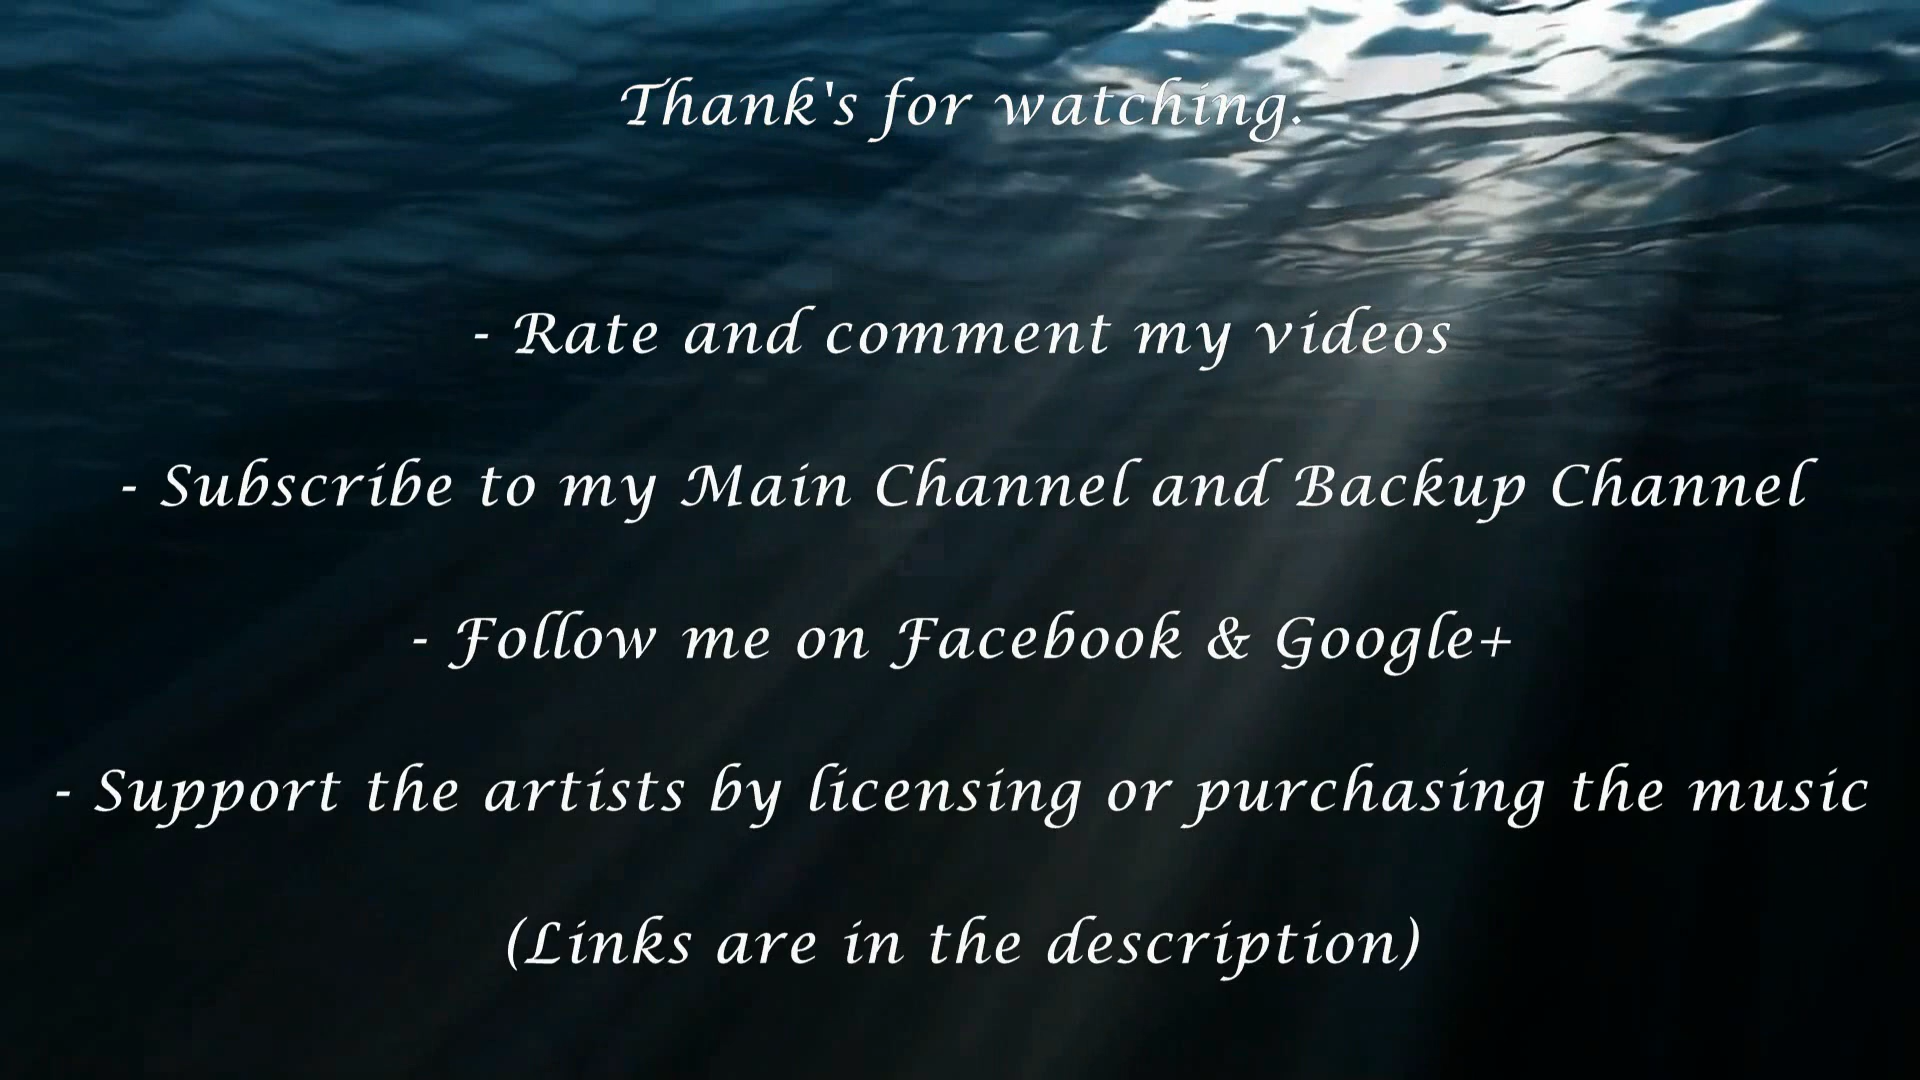 Thank's for watching.
- Rate and comment my videos
- Subscribe to my Main Channel and Backup Channel
- Follow me on Facebook & Google+
- Support the artists by licensing or purchasing the music
(Links are in the description)